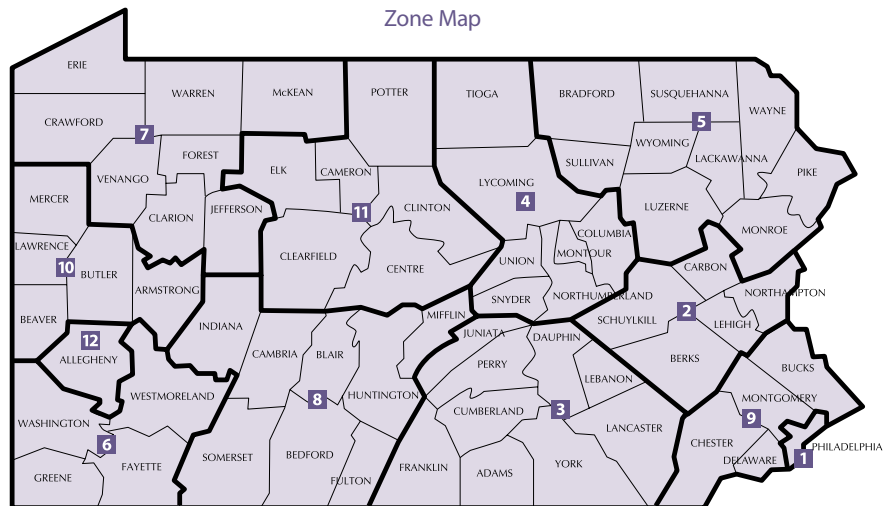 Zone Map
ERIE
WARREN
McKEAN
POTTER
TIOGA
BRADFORD
SUSQUEHANNA
WAYNE
CRAWFORD
7
5
WYOMING
FOREST
SULLIVAN
LACKAWANNA
ELK
CAMERON
PIKE
VENANGO
LYCOMING
4
MERCER
CLARION
JEFFERSON
11
CLINTON
LUZERNE
COLUMBIA
MONROE
LAWRENCE
10
BUTLER
CLEARFIELD
CENTRE
UNION
MONTOUR
CARBON
ARMSTRONG
SNYDER
NORTHUMBERLAND
NORTHAMPTON
BEAVER
MIFFLIN
2
SCHUYLKILL
LEHIGH
INDIANA
JUNIATA
DAUPHIN
12
ALLEGHENY
CAMBRIA
BLAIR
PERRY
BERKS
BUCKS
WESTMORELAND
HUNTINGTON
LEBANON
MONTGOMERY
8
CUMBERLAND
3
9
WASHINGTON
LANCASTER
6
CHESTER
PHILADELPHIA
SOMERSET
BEDFORD
DELAWARE
1
FAYETTE
FRANKLIN
YORK
GREENE
FULTON
ADAMS